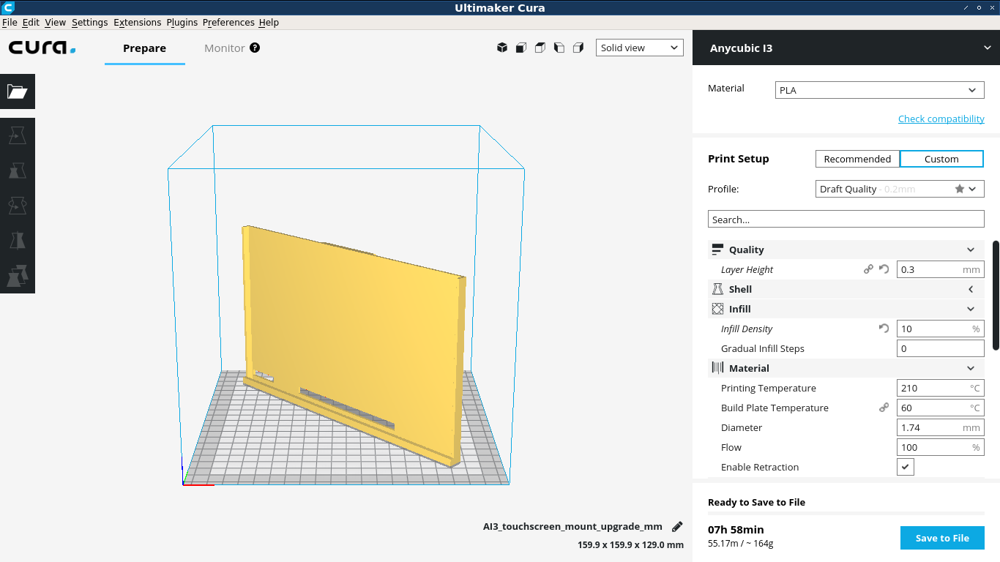 Ultimaker Cura
File Edit View Settings Extensions Plugins Preferences Help
cura.
Prepare
Monitor ?
Solid view
Anycubic I3
Material
PLA
Check compatibility
Print Setup
Recommended
Custom
Profile:
Draft Quality - 0.2mm
Search...
Quality
Layer Height
0.3 mm
Shell
Infill
Infill Density
10 %
Gradual Infill Steps
0
Material
Printing Temperature
210 °C
Build Plate Temperature
60 °C
Diameter
1.74 mm
Flow
100 %
Enable Retraction
Ready to Save to File
07h 58min
55.17m / ~ 164g
Save to File
AI3_touchscreen_mount_upgrade_mm
159.9 x 159.9 x 129.0 mm